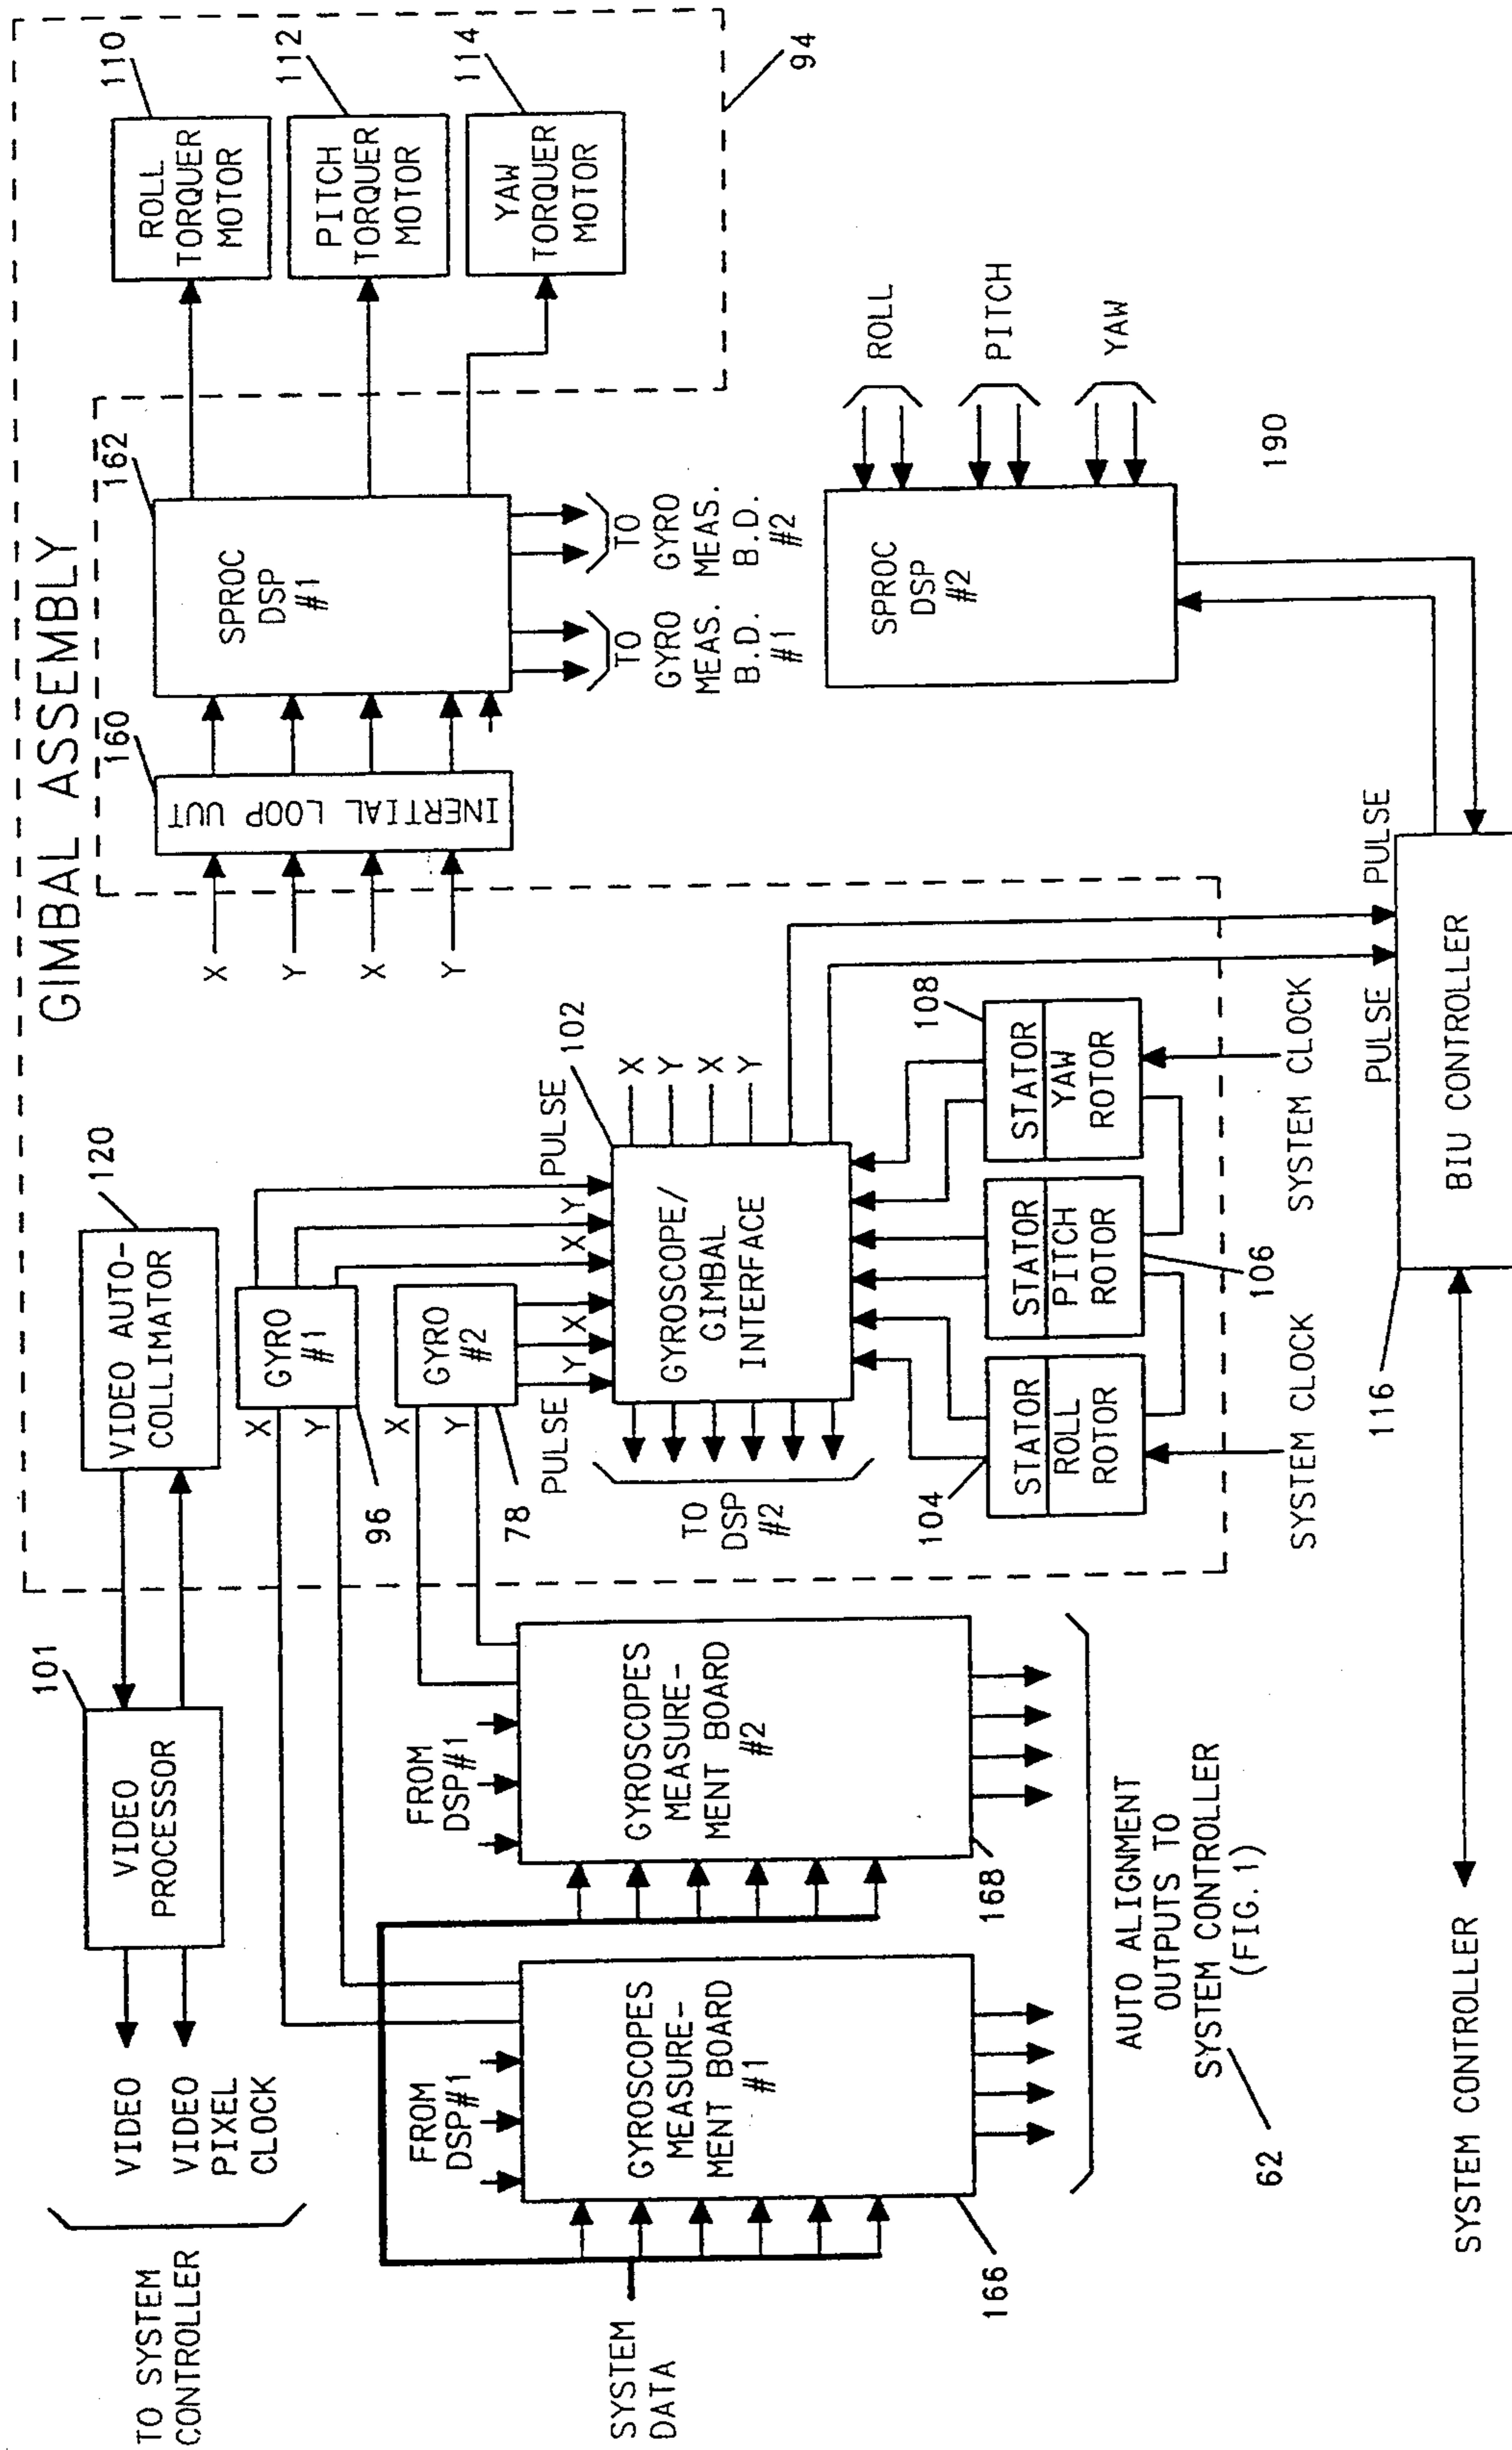 GIMBAL ASSEMBLY
TO SYSTEM
CONTROLLER
VIDEO
VIDEO
PIXEL
CLOCK
101
VIDEO
PROCESSOR
120
VIDEO AUTO-
COLLIMATOR
X
GYRO
#1
Y
96
X
GYRO
#2
Y
78
PULSE
Y
X
X
Y
PULSE
102
GYROSCOPE/
GIMBAL
INTERFACE
X
Y
X
Y
TO
DSP
#2
104
STATOR
ROLL
ROTOR
STATOR
PITCH
ROTOR
106
108
STATOR
YAW
ROTOR
SYSTEM CLOCK
SYSTEM CLOCK
X
Y
X
Y
160
INERTIAL LOOP UUT
162
SPROC
DSP
#1
TO
GYRO
MEAS.
B.D.
#1
TO
GYRO
MEAS.
B.D.
#2
ROLL
TORQUER
MOTOR
110
PITCH
TORQUER
MOTOR
112
YAW
TORQUER
MOTOR
114
94
SPROC
DSP
#2
ROLL
PITCH
YAW
190
SYSTEM
DATA
FROM
DSP#1
GYROSCOPES
MEASURE-
MENT BOARD
#1
166
FROM
DSP#1
GYROSCOPES
MEASURE-
MENT BOARD
#2
168
AUTO ALIGNMENT
OUTPUTS TO
SYSTEM CONTROLLER
(FIG.1)
62
SYSTEM CONTROLLER
116
PULSE
PULSE
BIU CONTROLLER